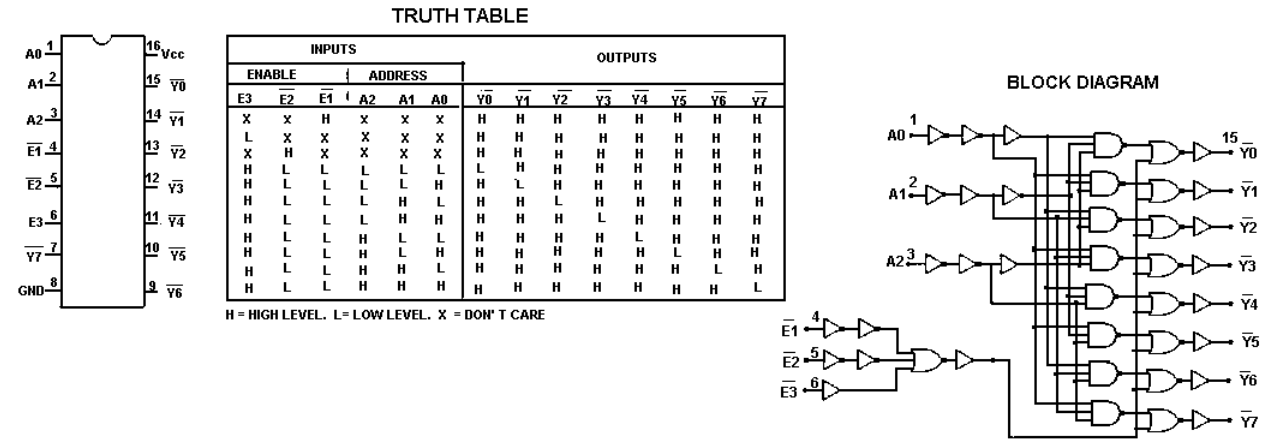 TRUTH TABLE
A0 1
A1 2
A2 3
E1 4
E2 5
E3 6
Y7 7
GND 8
16 Vcc
15 Y0
14 Y1
13 Y2
12 Y3
11 Y4
10 Y5
9 Y6
INPUTS OUTPUTS
ENABLE ADDRESS
E3 E2 E1 A2 A1 A0 Y0 Y1 Y2 Y3 Y4 Y5 Y6 Y7
X X H X X X H H H H H H H H
L X X X X X H H H H H H H H
X H X X X X H H H H H H H H
H L L L L L L H H H H H H H
H L L L L H H L H H H H H H
H L L L H L H H L H H H H H
H L L L H H H H H L H H H H
H L L H L L H H H H L H H H
H L L H L H H H H H H L H H
H L L H H L H H H H H H L H
H L L H H H H H H H H H H L
H = HIGH LEVEL. L= LOW LEVEL. X = DON' T CARE
BLOCK DIAGRAM
A0 1
A1 2
A2 3
E1 4
E2 5
E3 6
15 Y0
Y1
Y2
Y3
Y4
Y5
Y6
Y7